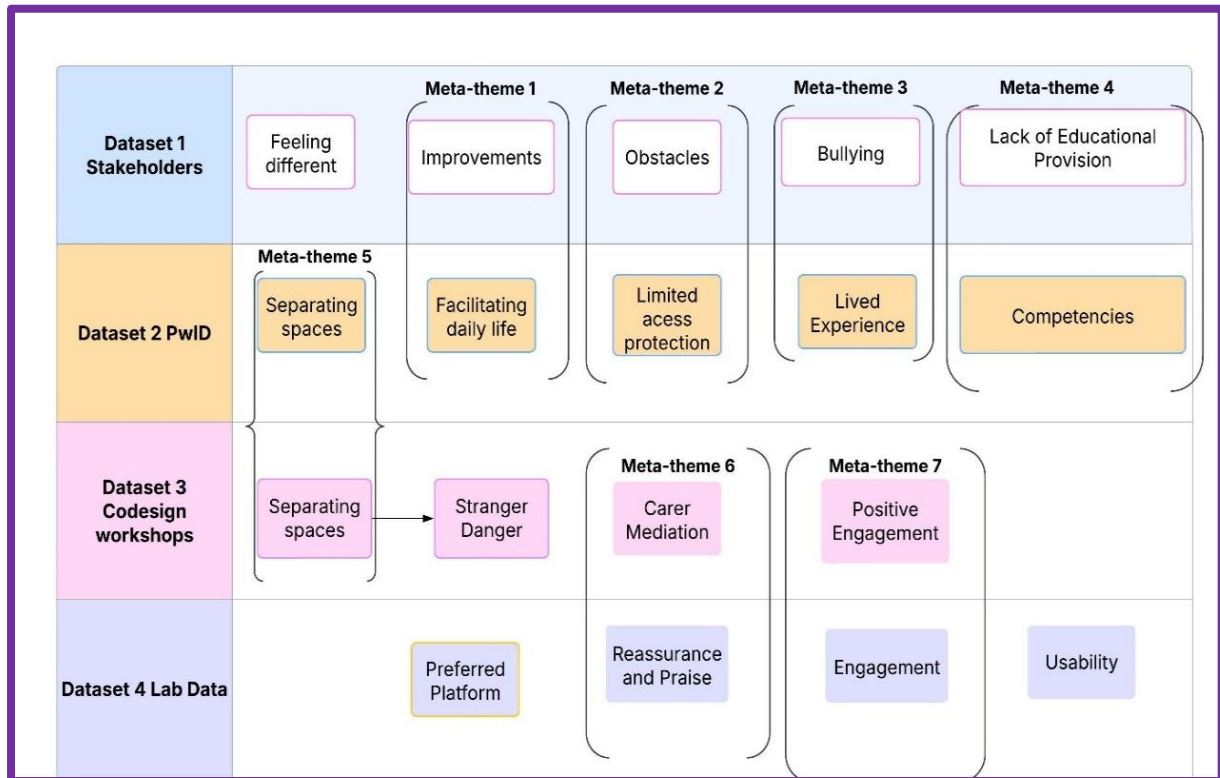 Meta-theme 1
Meta-theme 2
Meta-theme 3
Meta-theme 4
Dataset 1
Stakeholders
Feeling
different
Improvements
Obstacles
Bullying
Lack of Educational
Provision
Meta-theme 5
Dataset 2 PwID
Separating
spaces
Facilitating
daily life
Limited
acess
protection
Lived
Experience
Competencies
Meta-theme 6
Meta-theme 7
Dataset 3
Codesign
workshops
Separating
spaces
Stranger
Danger
Carer
Mediation
Positive
Engagement
Dataset 4 Lab Data
Preferred
Platform
Reassurance
and Praise
Engagement
Usability